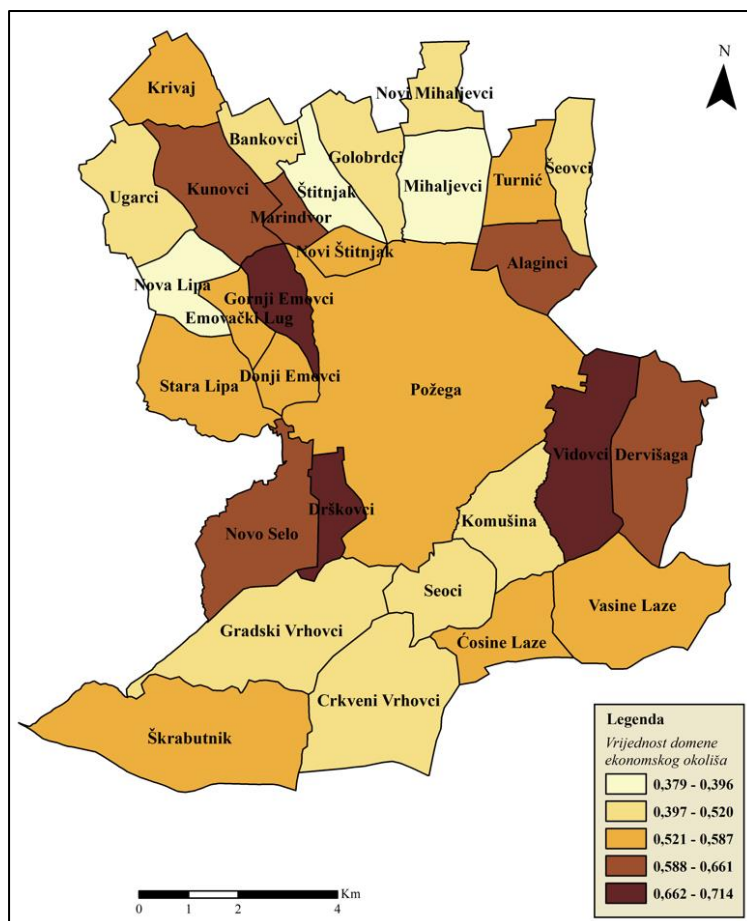 N
Krivaj
Novi Mihaljevci
Bankovci
Golobrdci
Šeovci
Turnić
Mihaljevci
Štitnjak
Kunovci
Ugarci
Marindvor
Novi Štitnjak
Alaginci
Nova Lipa
Gornji Emovci
Emovački Lug
Donji Emovci
Stara Lipa
Požega
Vidovci
Dervišaga
Drškovci
Komušina
Novo Selo
Seoci
Vasine Laze
Gradski Vrhovci
Ćosine Laze
Crkveni Vrhovci
Škrabutnik
Legenda
Vrijednost domene
ekonomskog okoliša
0,379 - 0,396
0,397 - 0,520
0,521 - 0,587
0,588 - 0,661
0,662 - 0,714
Km
0 1 2 4